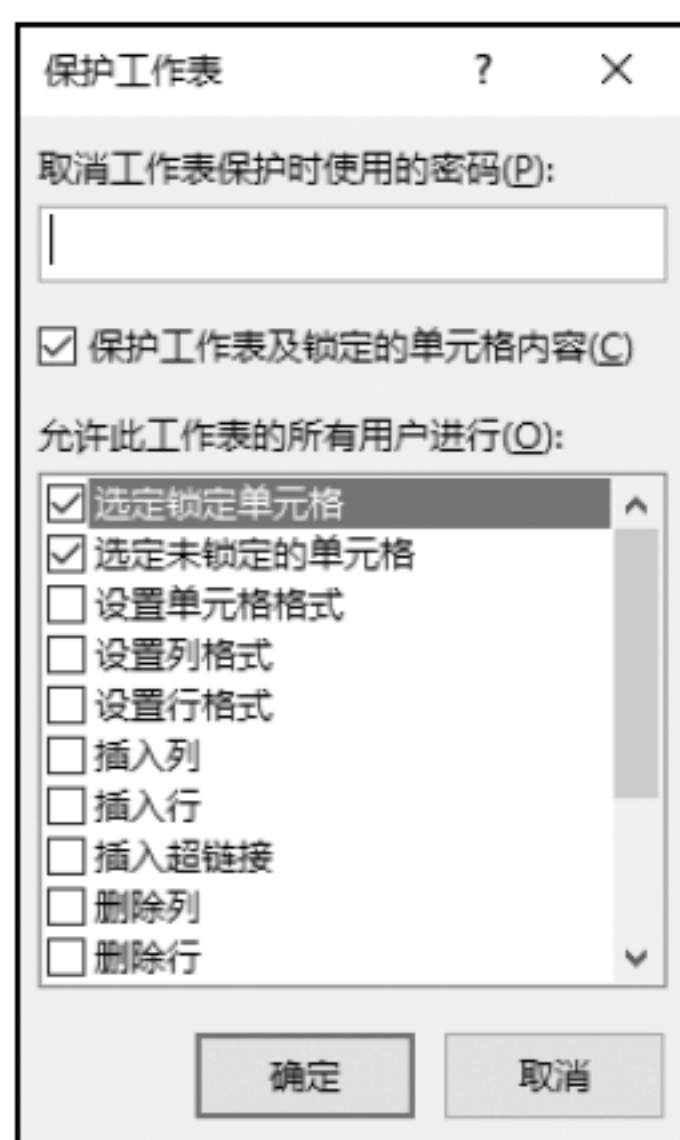 保护工作表 ? ×
取消工作表保护时使用的密码(P):
保护工作表及锁定的单元格内容(C)
允许此工作表的所有用户进行(O):
选定锁定单元格
选定未锁定的单元格
设置单元格格式
设置列格式
设置行格式
插入列
插入行
插入超链接
删除列
删除行
确定 取消